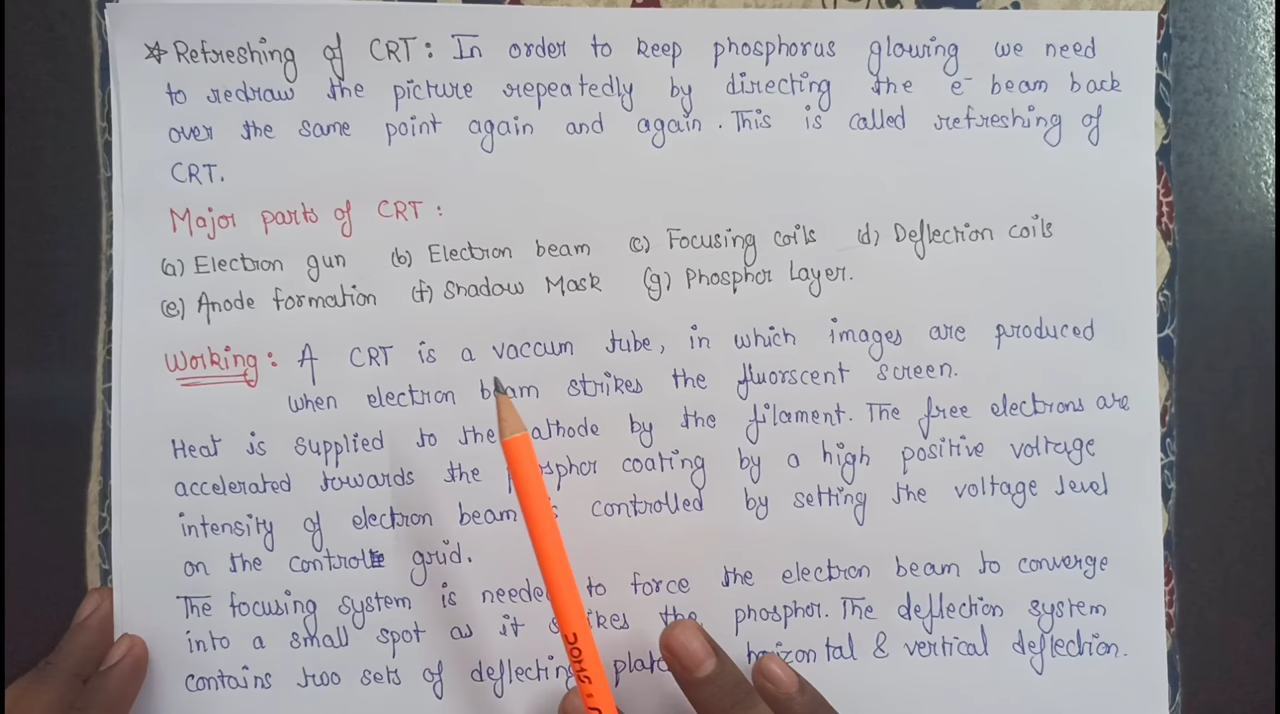 ☆ Refreshing of CRT: In order to keep phosphorus glowing we need
to redraw the picture repeatedly by directing the e⁻ beam back
over the same point again and again. This is called refreshing of
CRT.
Major parts of CRT:
(a) Electron gun (b) Electron beam (c) Focusing coils (d) Deflection coils
(e) Anode formation (f) Shadow Mask (g) Phosphor Layer.
Working: A CRT is a vaccum tube, in which images are produced
when electron beam strikes the fluorscent screen.
Heat is supplied to the cathode by the filament. The free electrons are
accelerated towards the phosphor coating by a high positive voltage
intensity of electron beam is controlled by setting the voltage level
on the control grid.
The focusing system is needed to force the electron beam to converge
into a small spot as it strikes the phosphor. The deflection system
contains two sets of deflecting horizontal & vertical deflection.
DOMS